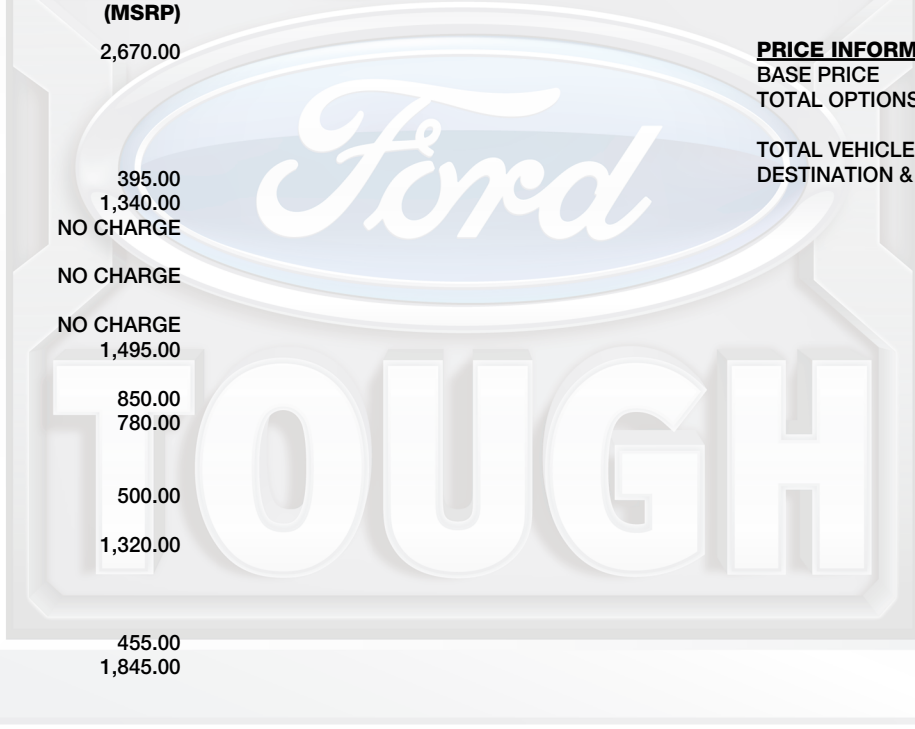 (MSRP)
2,670.00
395.00
1,340.00
NO CHARGE
NO CHARGE
NO CHARGE
1,495.00
850.00
780.00
500.00
1,320.00
455.00
1,845.00
PRICE INFORM
BASE PRICE
TOTAL OPTIONS
TOTAL VEHICLE
DESTINATION &
Ford
TOUGH